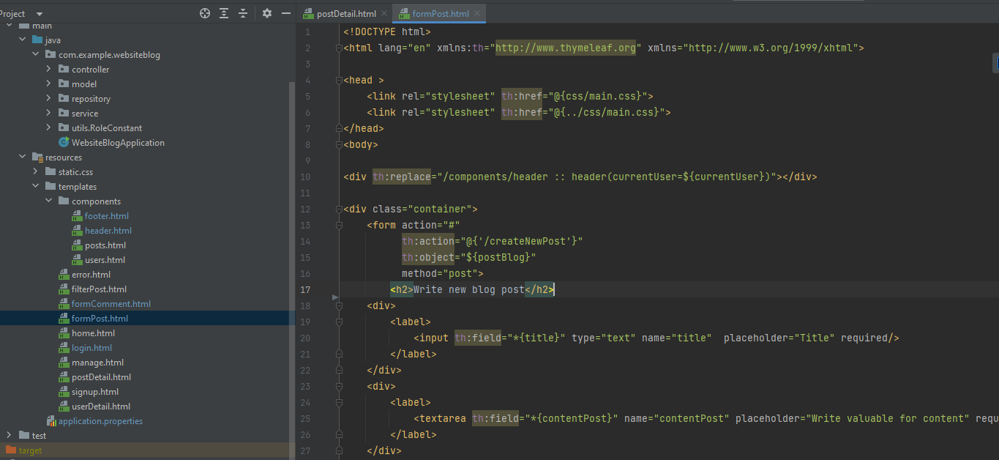 Project
main
java
com.example.websiteblog
controller
model
repository
service
utils.RoleConstant
WebsiteBlogApplication
resources
static.css
templates
components
footer.html
header.html
posts.html
users.html
error.html
filterPost.html
formComment.html
formPost.html
home.html
login.html
manage.html
postDetail.html
signup.html
userDetail.html
application.properties
test
target
postDetail.html
formPost.html
1 <!DOCTYPE html>
2 <html lang="en" xmlns:th="http://www.thymeleaf.org" xmlns="http://www.w3.org/1999/xhtml">
3
4 <head >
5 <link rel="stylesheet" th:href="@{css/main.css}">
6 <link rel="stylesheet" th:href="@{../css/main.css}">
7 </head>
8 <body>
9
10 <div th:replace="/components/header :: header(currentUser=${currentUser})"></div>
11
12 <div class="container">
13 <form action="#"
14 th:action="@{'/createNewPost'}"
15 th:object="${postBlog}"
16 method="post">
17 <h2>Write new blog post</h2>
18 <div>
19 <label>
20 <input th:field="*{title}" type="text" name="title"  placeholder="Title" required/>
21 </label>
22 </div>
23 <div>
24 <label>
25 <textarea th:field="*{contentPost}" name="contentPost" placeholder="Write valuable for content" requ
26 </label>
27 </div>